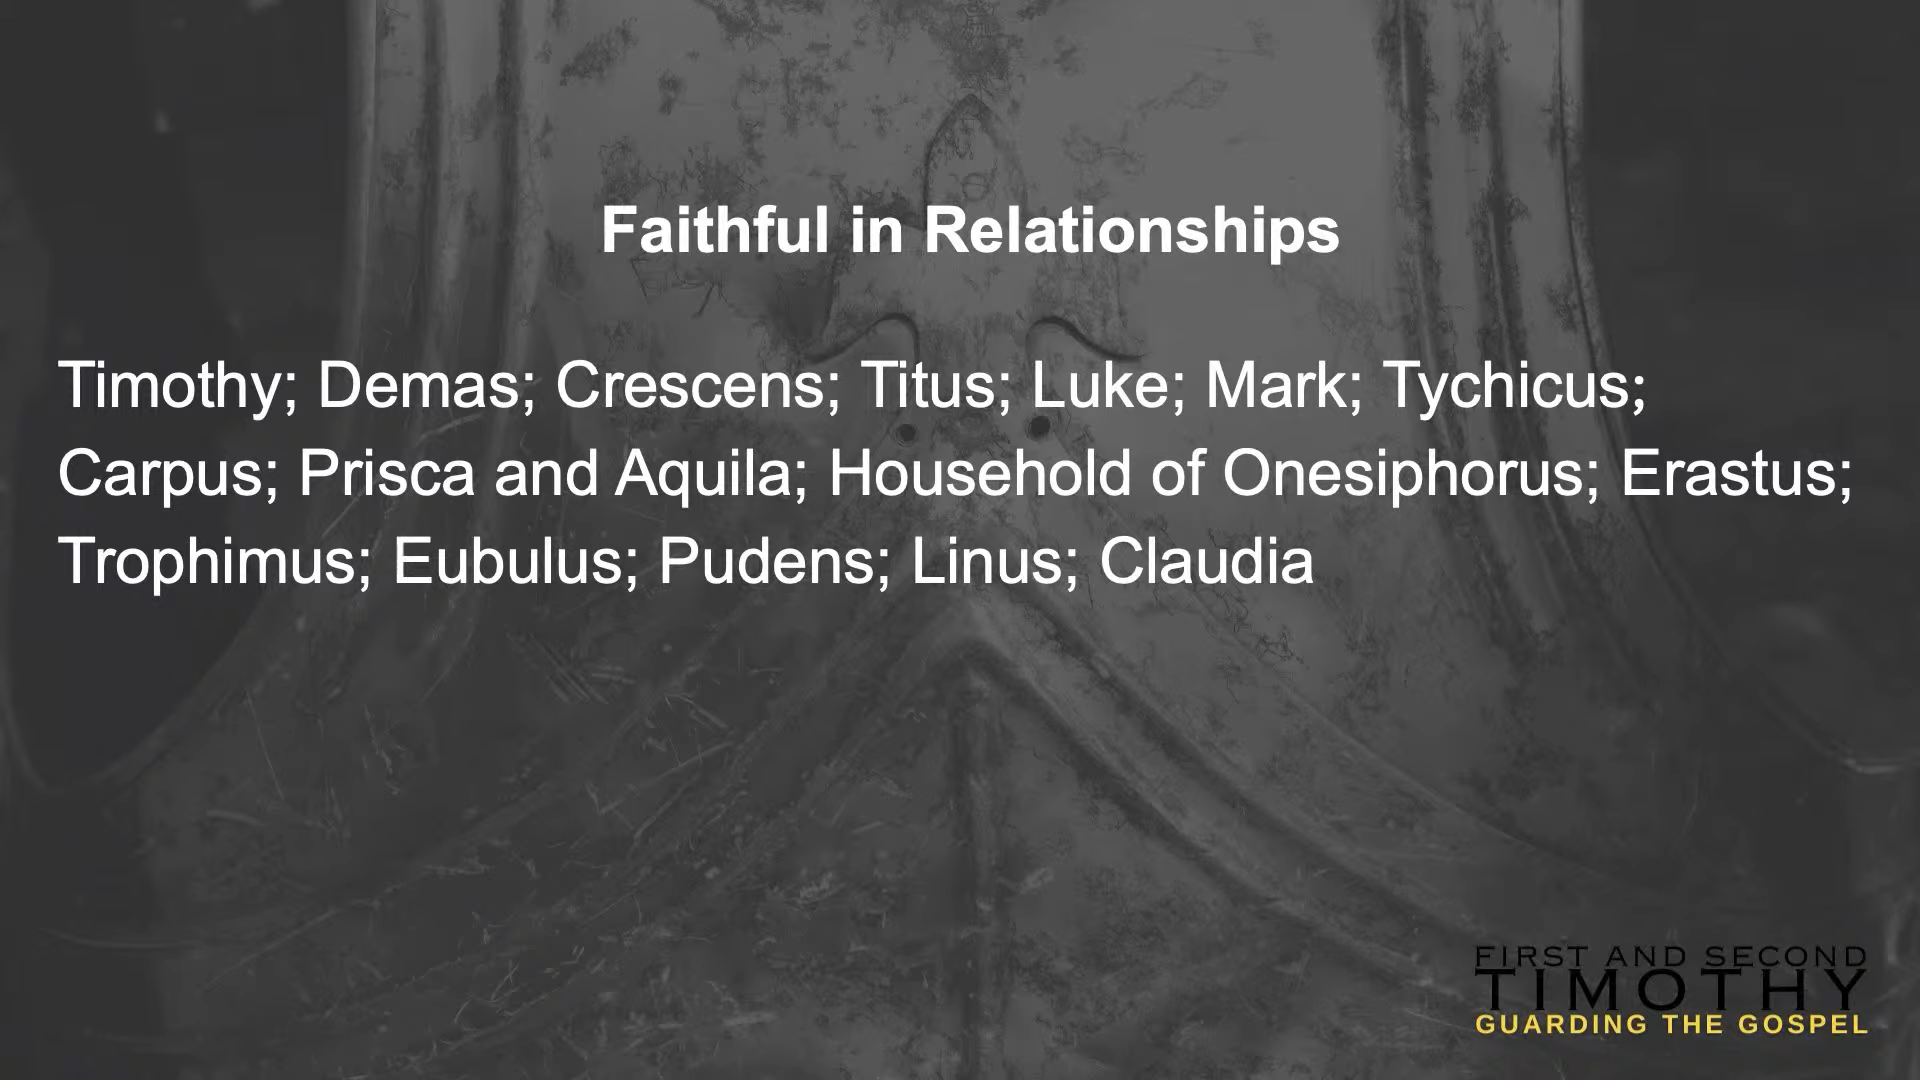 Faithful in Relationships
Timothy; Demas; Crescens; Titus; Luke; Mark; Tychicus;
Carpus; Prisca and Aquila; Household of Onesiphorus; Erastus;
Trophimus; Eubulus; Pudens; Linus; Claudia
FIRST AND SECOND
TIMOTHY
GUARDING THE GOSPEL